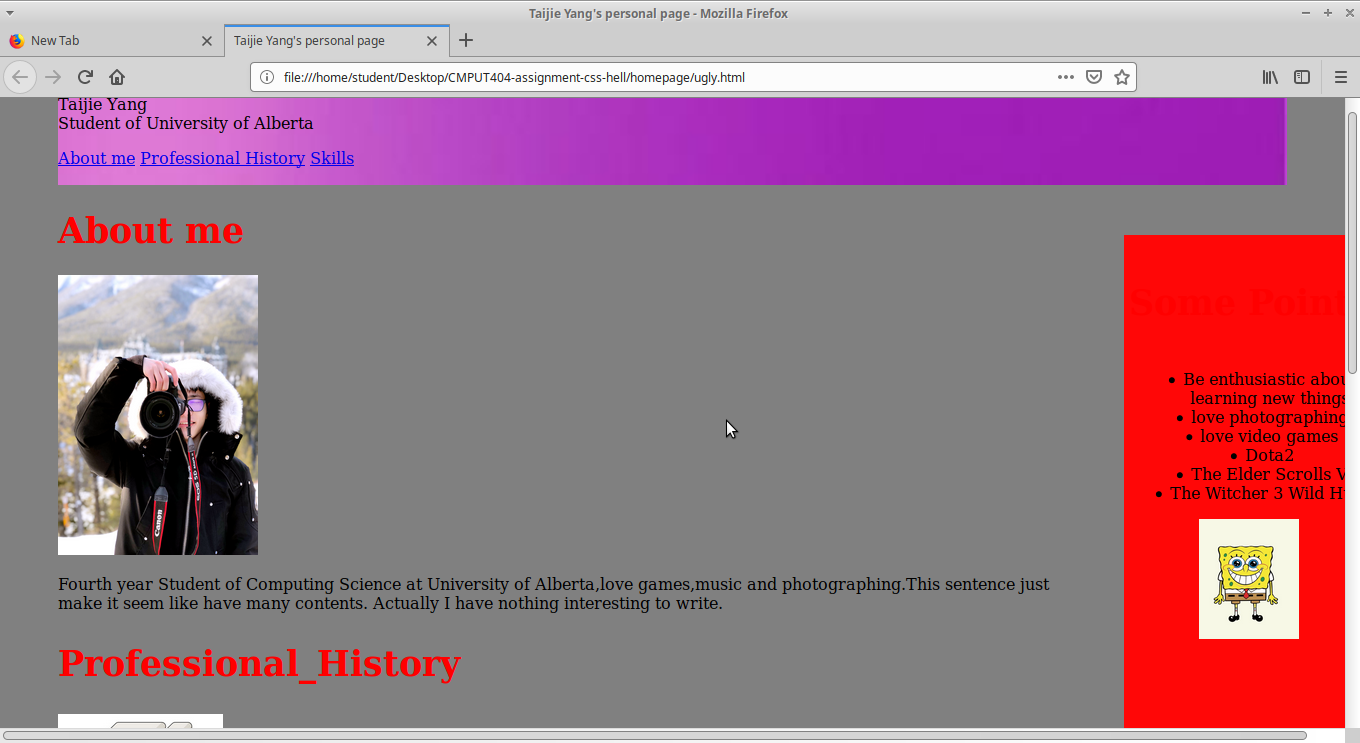 Taijie Yang's personal page - Mozilla Firefox
New Tab
Taijie Yang's personal page
file:///home/student/Desktop/CMPUT404-assignment-css-hell/homepage/ugly.html
Taijie Yang
Student of University of Alberta
About me Professional History Skills
About me
Canon
Fourth year Student of Computing Science at University of Alberta,love games,music and photographing.This sentence just
make it seem like have many contents. Actually I have nothing interesting to write.
Professional_History
Some Point
• Be enthusiastic abou
learning new things
• love photographing
• love video games
• Dota2
• The Elder Scrolls V
• The Witcher 3 Wild H